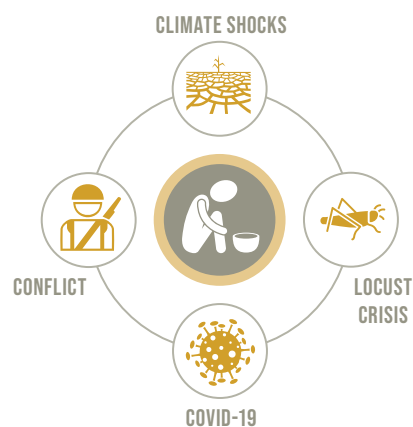 CLIMATE SHOCKS
CONFLICT
LOCUST
CRISIS
COVID-19